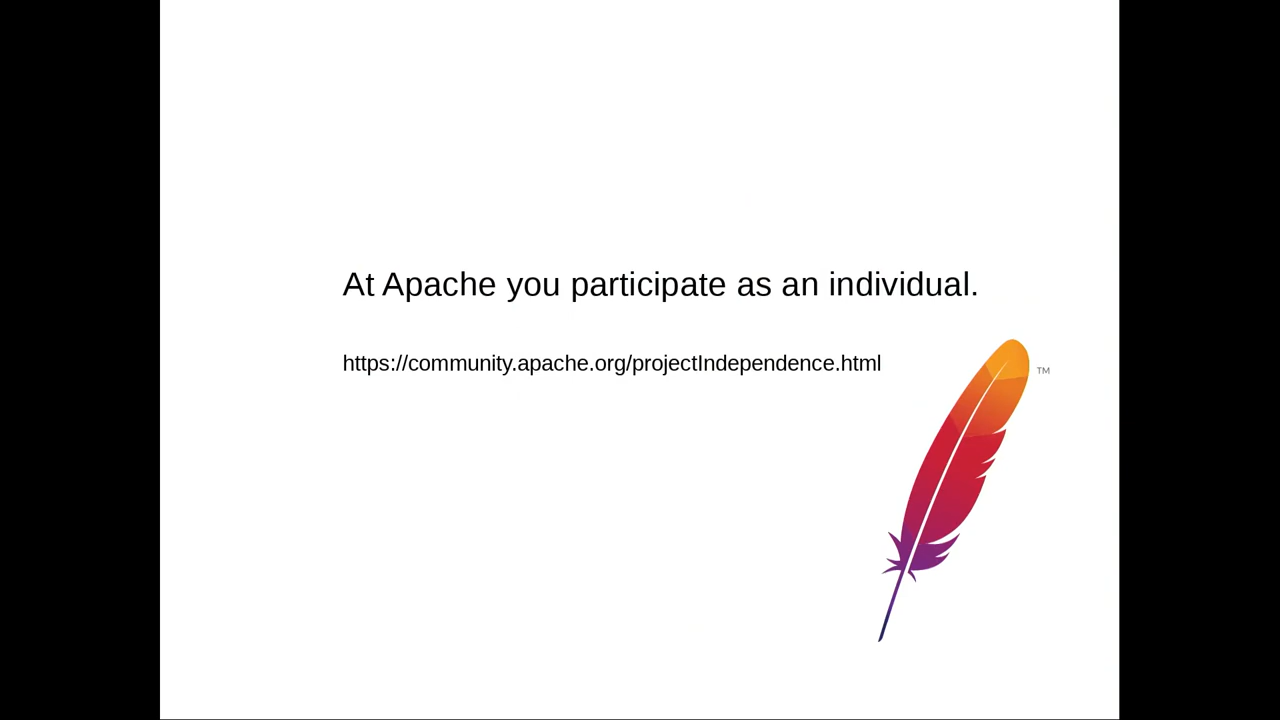 At Apache you participate as an individual.
https://community.apache.org/projectIndependence.html
TM